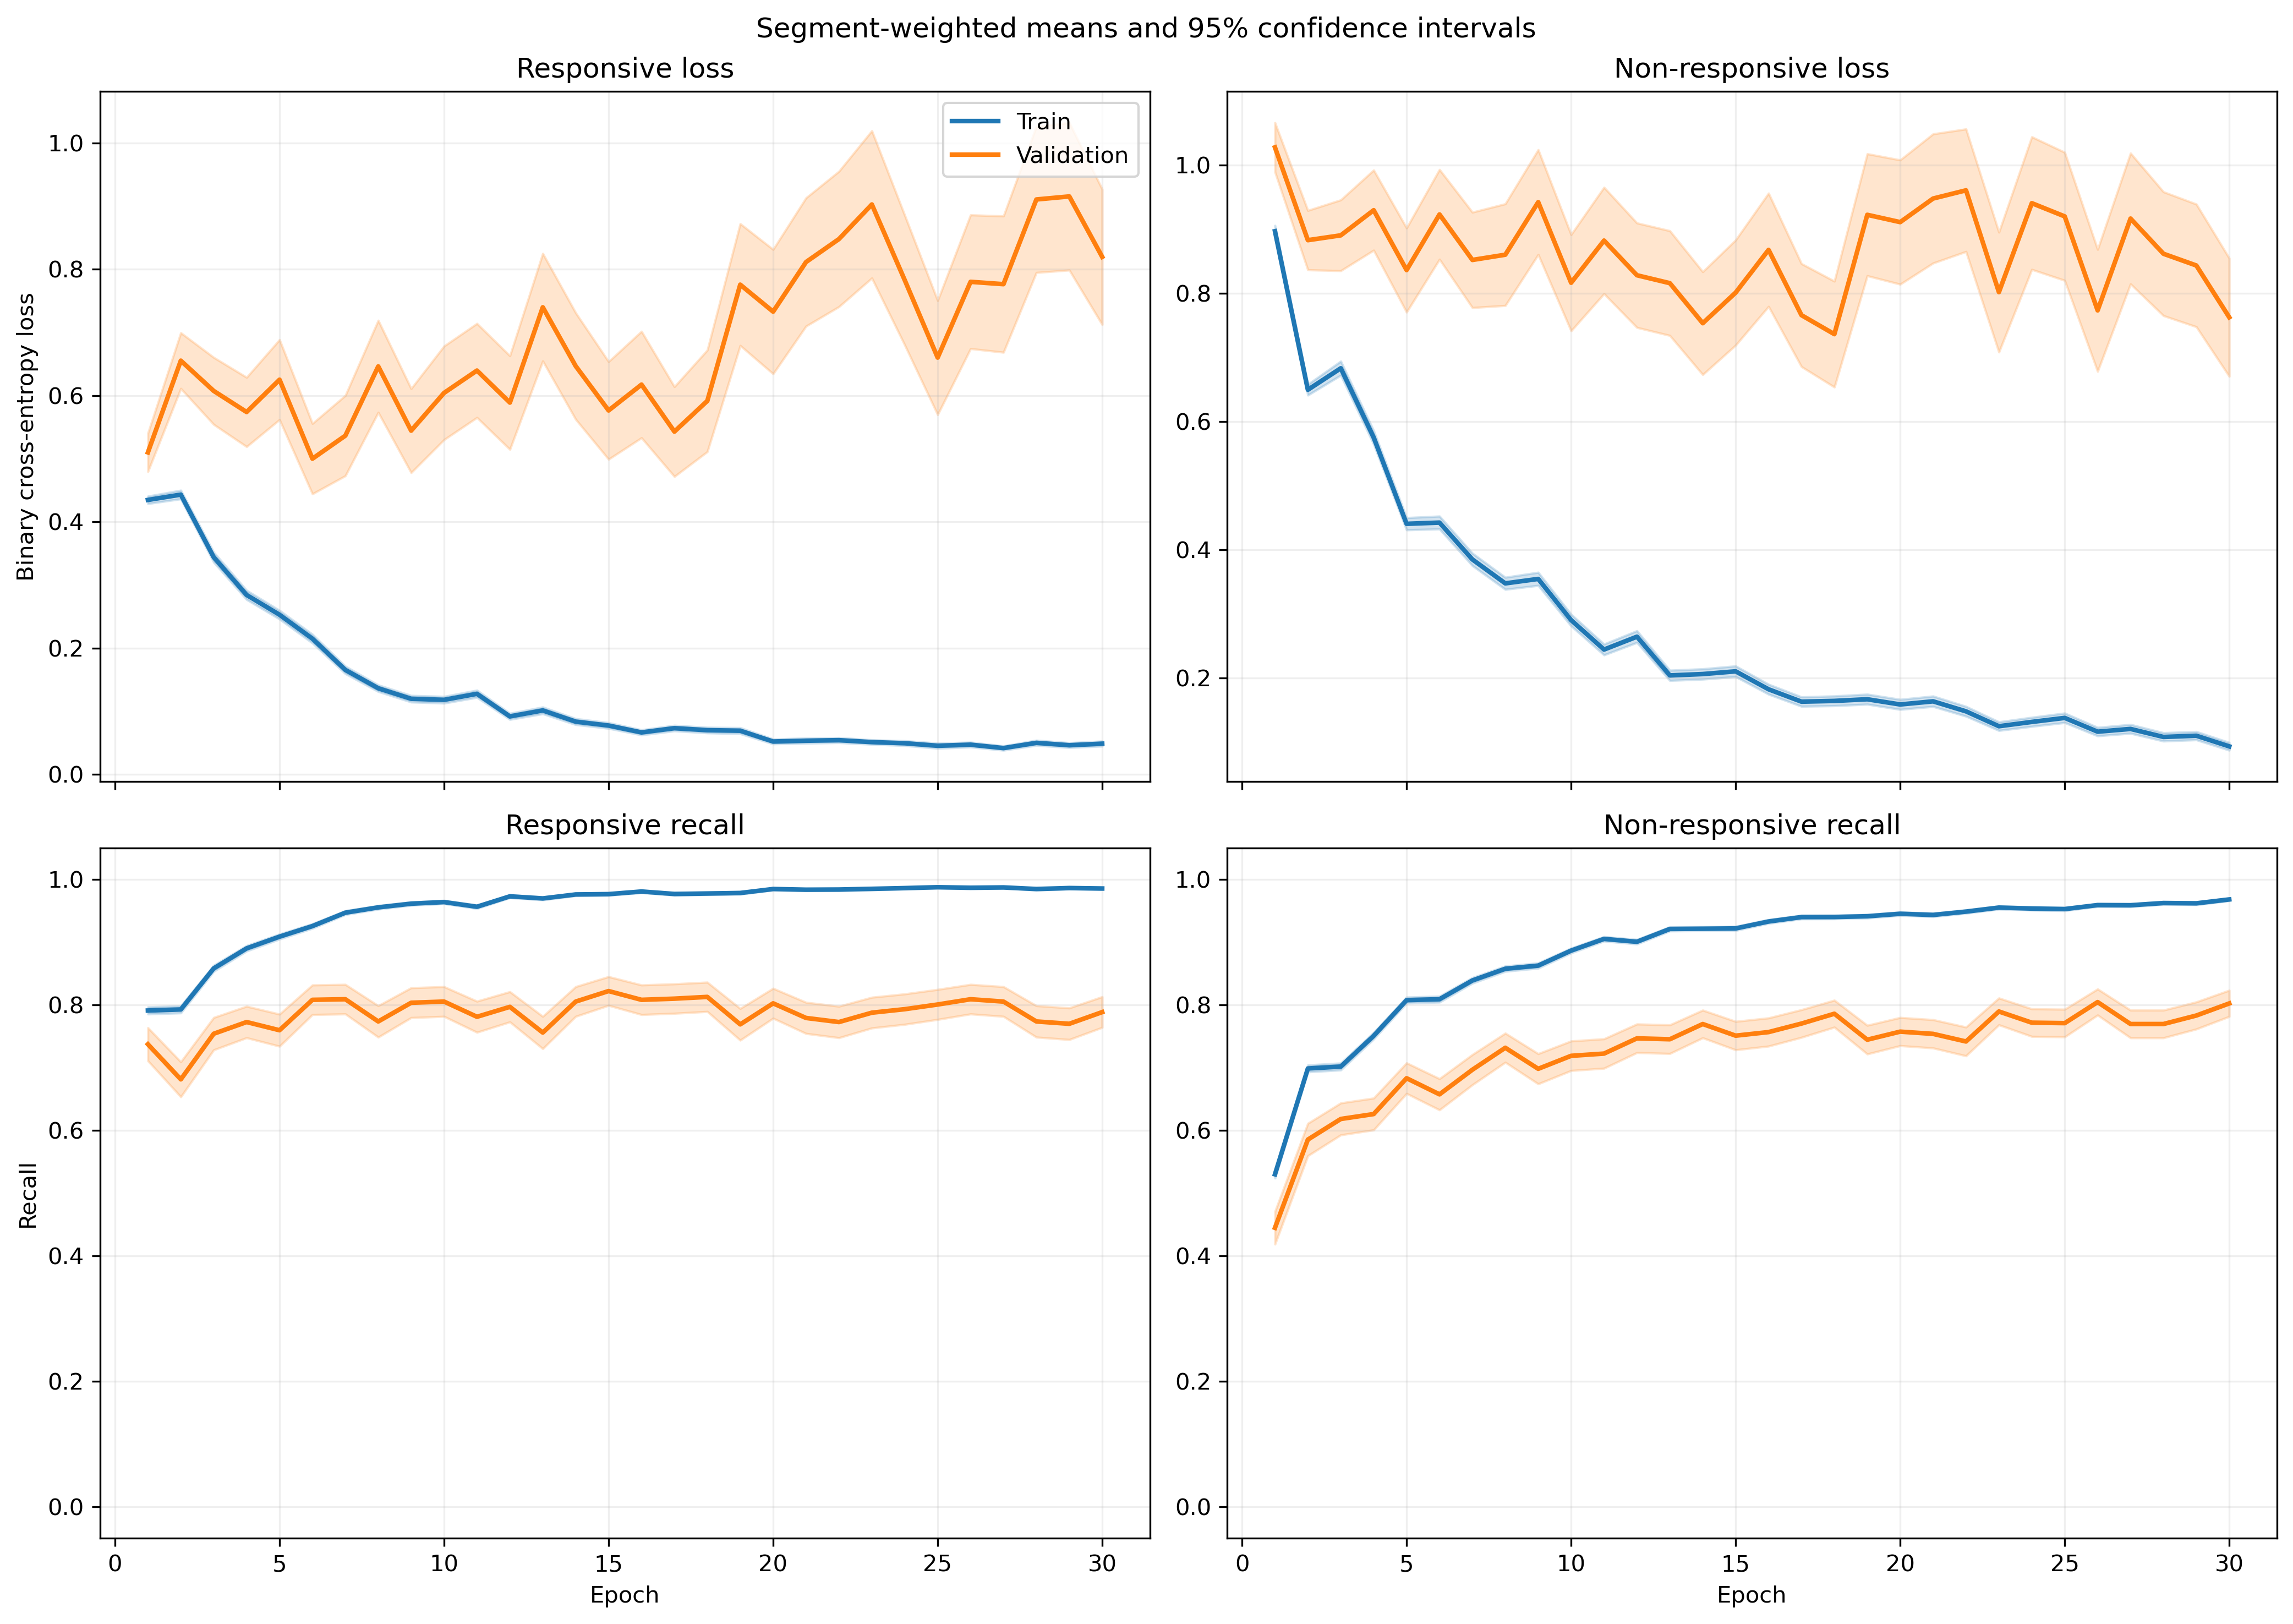 Segment-weighted means and 95% confidence intervals
Responsive loss
Non-responsive loss
Train
Validation
1.0
0.8
0.6
0.4
0.2
0.0
Binary cross-entropy loss
1.0
0.8
0.6
0.4
0.2
Responsive recall
Non-responsive recall
1.0
0.8
0.6
0.4
0.2
0.0
Recall
0 5 10 15 20 25 30
Epoch
1.0
0.8
0.6
0.4
0.2
0.0
0 5 10 15 20 25 30
Epoch